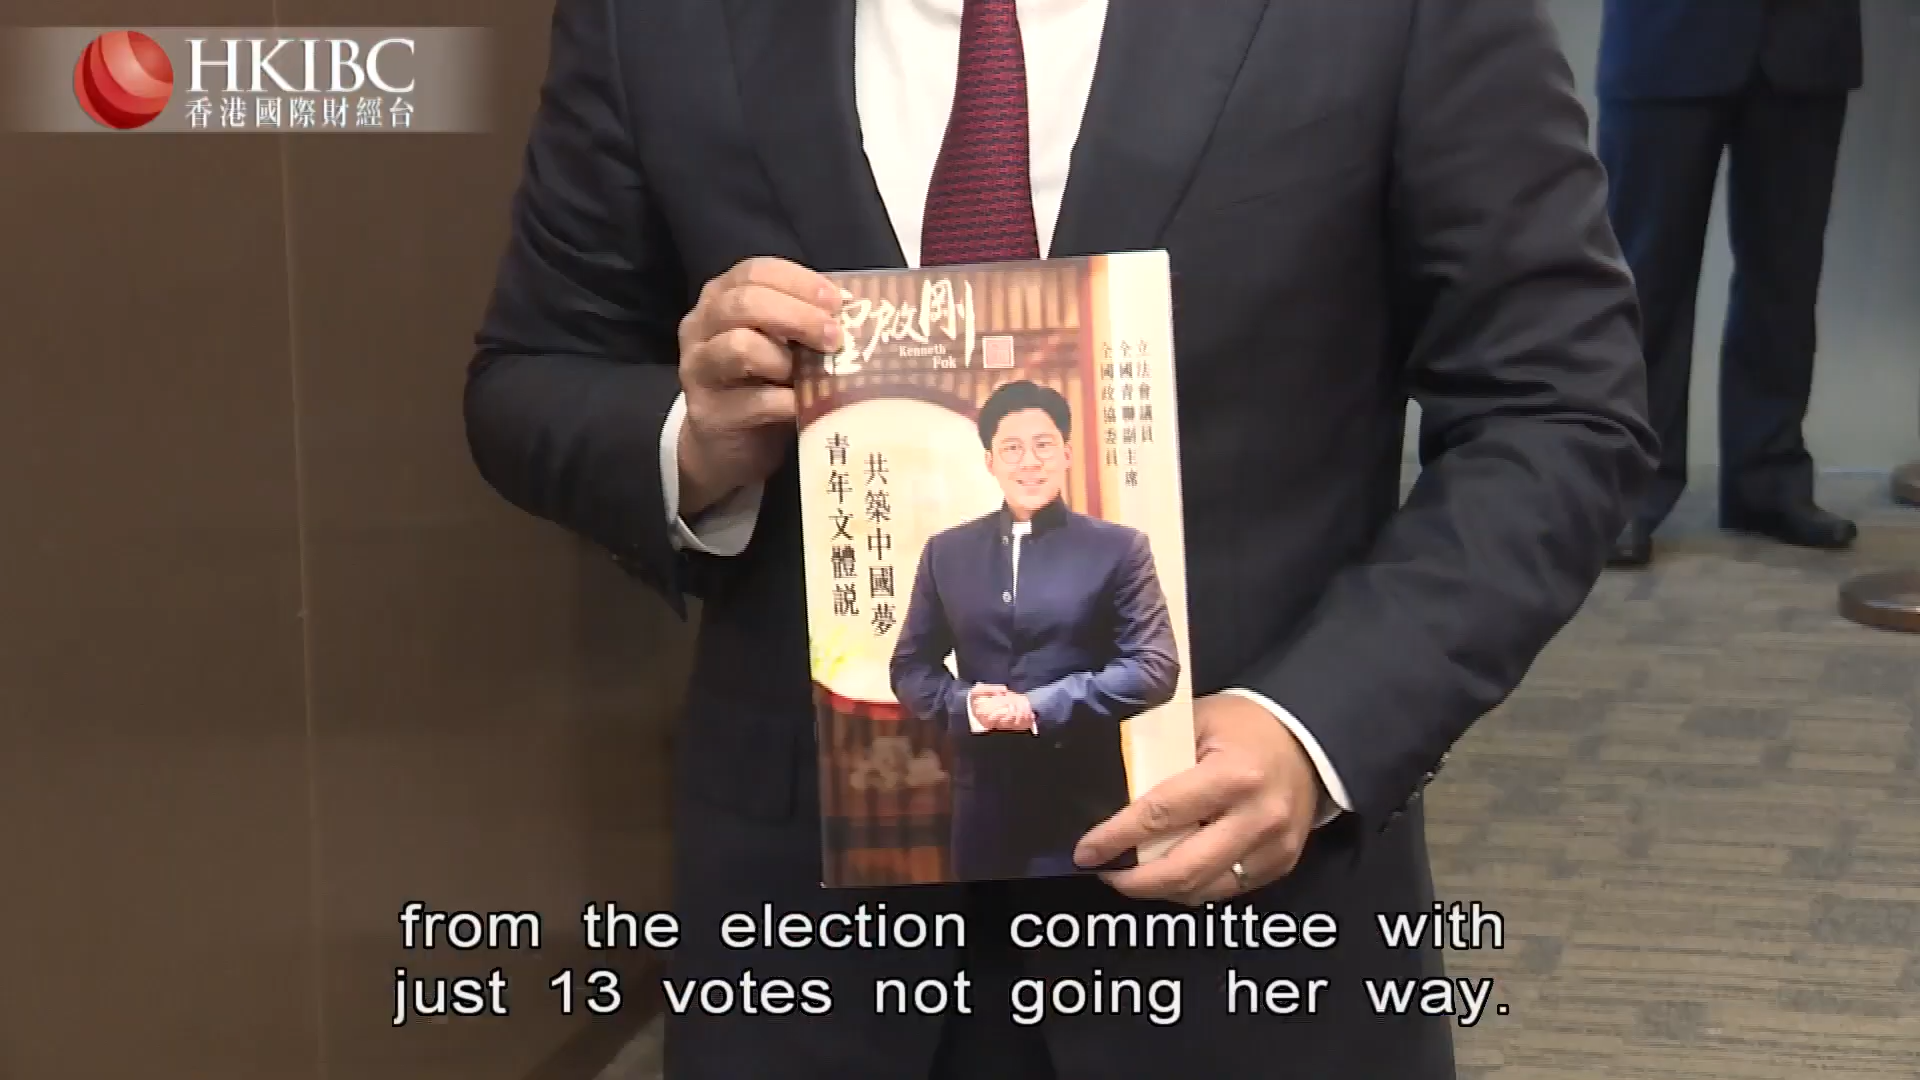 HKIBC
香港國際財經台
霍啟剛
Kenneth
Fok
立法會議員
全國青聯副主席
全國政協委員
共築中國夢
青年文體説
from the election committee with
just 13 votes not going her way.